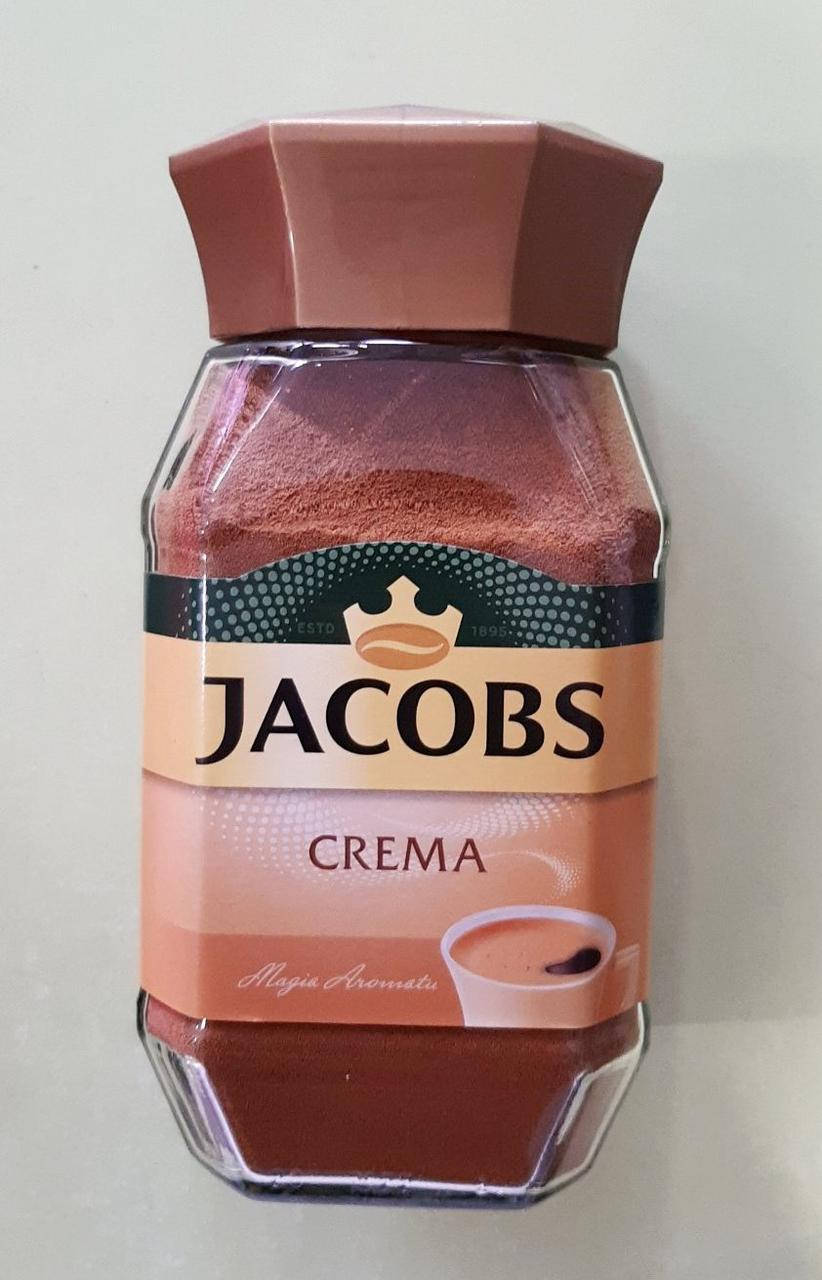 ESTD 1895
JACOBS
CREMA
Magia Aromatu